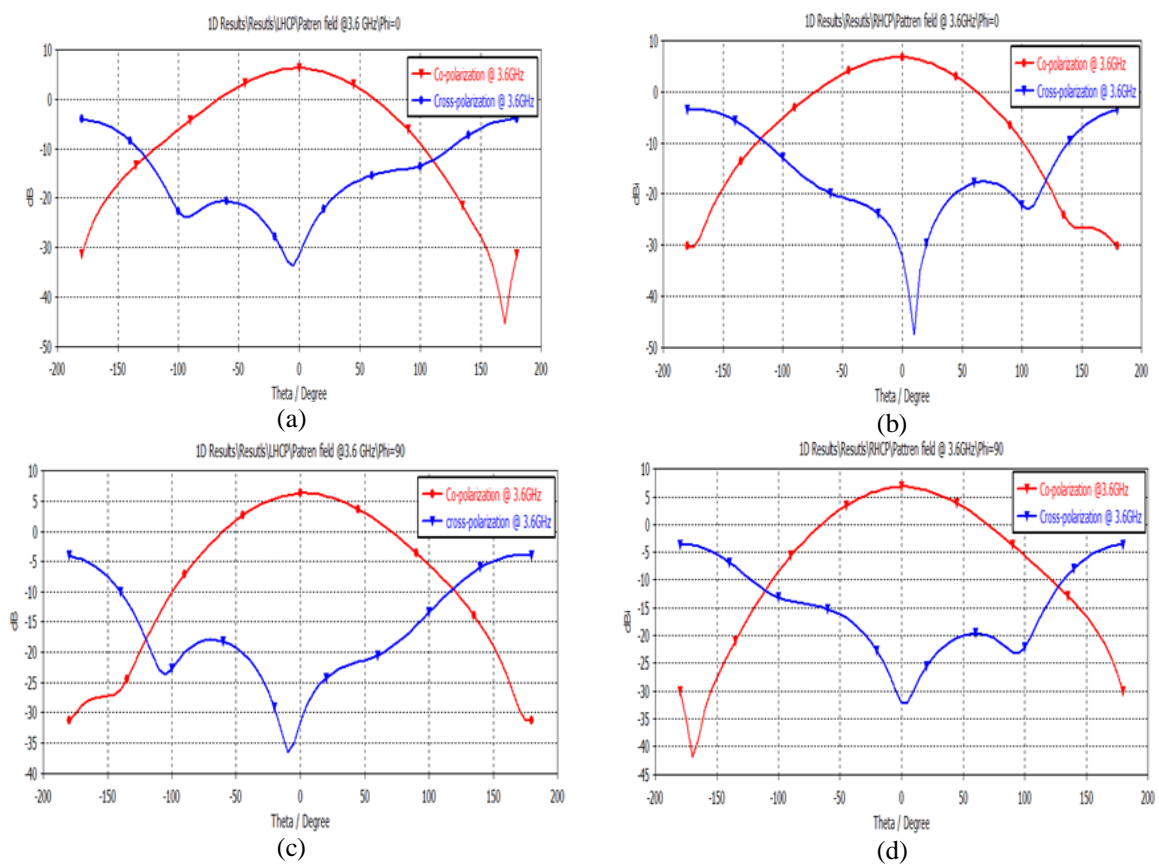 1D Results\Resutls\LHCP\Patren field @3.6 GHz\Phi=0
10
0
-10
-20
-30
-40
-50
dB
Co-polarization @ 3.6GHz
Cross-polarization @ 3.6GHz
-200 -150 -100 -50 0 50 100 150 200
Theta / Degree
(a)
1D Results\Resutls\RHCP\Pattren field @ 3.6GHz\Phi=0
10
0
-10
-20
-30
-40
-50
dBi
Co-polarization @ 3.6GHz
Cross-polarization @ 3.6GHz
-200 -150 -100 -50 0 50 100 150 200
Theta / Degree
(b)
1D Results\Resutls\LHCP\Patren field @3.6 GHz\Phi=90
10
5
0
-5
-10
-15
-20
-25
-30
-35
-40
dB
Co-polarization @3.6GHz
cross-polarization @ 3.6GHz
-200 -150 -100 -50 0 50 100 150 200
Theta / Degree
(c)
1D Results\Resutls\RHCP\Pattren field @ 3.6GHz\Phi=90
10
5
0
-5
-10
-15
-20
-25
-30
-35
-40
-45
dBi
Co-polarization @3.6GHz
Cross-polarization @ 3.6GHz
-200 -150 -100 -50 0 50 100 150 200
Theta / Degree
(d)